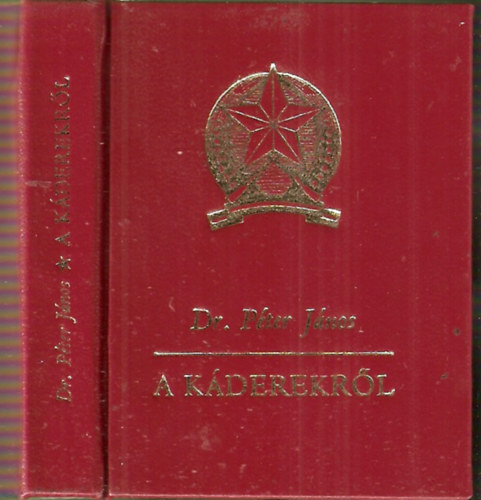 Dr. Péter János ★ A KÁDEREKRŐL
Dr. Péter János
A KÁDEREKRŐL